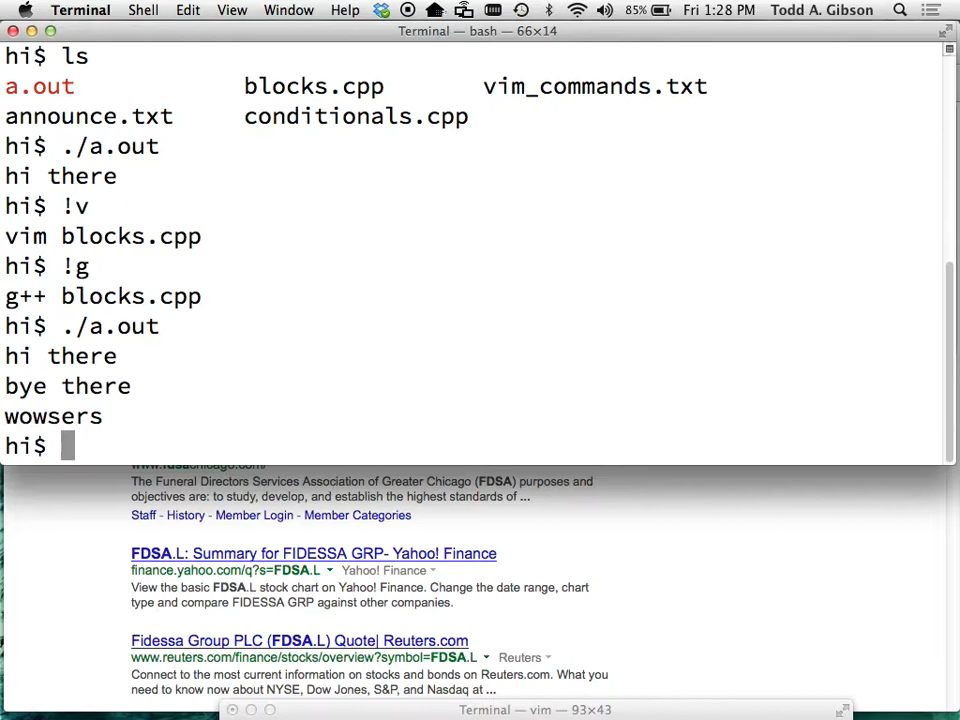 Terminal Shell Edit View Window Help 85% Fri 1:28 PM Todd A. Gibson
Terminal — bash — 66×14
hi$ ls
a.out blocks.cpp vim_commands.txt
announce.txt conditionals.cpp
hi$ ./a.out
hi there
hi$ !v
vim blocks.cpp
hi$ !g
g++ blocks.cpp
hi$ ./a.out
hi there
bye there
wowsers
hi$
www.fdsachicago.com/
The Funeral Directors Services Association of Greater Chicago (FDSA) purposes and
objectives are: to study, develop, and establish the highest standards of ...
Staff - History - Member Login - Member Categories
FDSA.L: Summary for FIDESSA GRP- Yahoo! Finance
finance.yahoo.com/q?s=FDSA.L Yahoo! Finance
View the basic FDSA.L stock chart on Yahoo! Finance. Change the date range, chart
type and compare FIDESSA GRP against other companies.
Fidessa Group PLC (FDSA.L) Quote| Reuters.com
www.reuters.com/finance/stocks/overview?symbol=FDSA.L Reuters
Connect to the most current information on stocks and bonds on Reuters.com. What you
need to know now about NYSE, Dow Jones, S&P, and Nasdaq at ...
Terminal — vim — 93×43